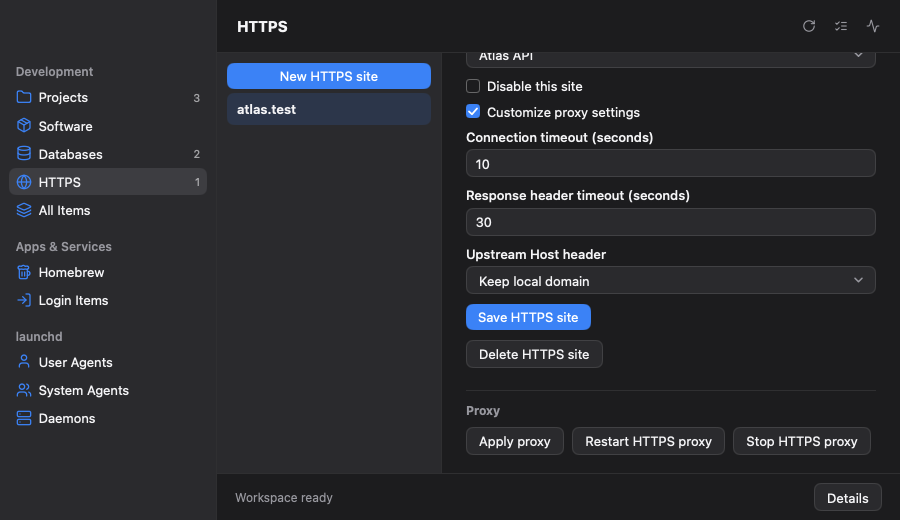 HTTPS
Development
Projects 3
Software
Databases 2
HTTPS 1
All Items
Apps & Services
Homebrew
Login Items
launchd
User Agents
System Agents
Daemons
New HTTPS site
atlas.test
Atlas API
Disable this site
Customize proxy settings
Connection timeout (seconds)
10
Response header timeout (seconds)
30
Upstream Host header
Keep local domain
Save HTTPS site
Delete HTTPS site
Proxy
Apply proxy Restart HTTPS proxy Stop HTTPS proxy
Workspace ready
Details